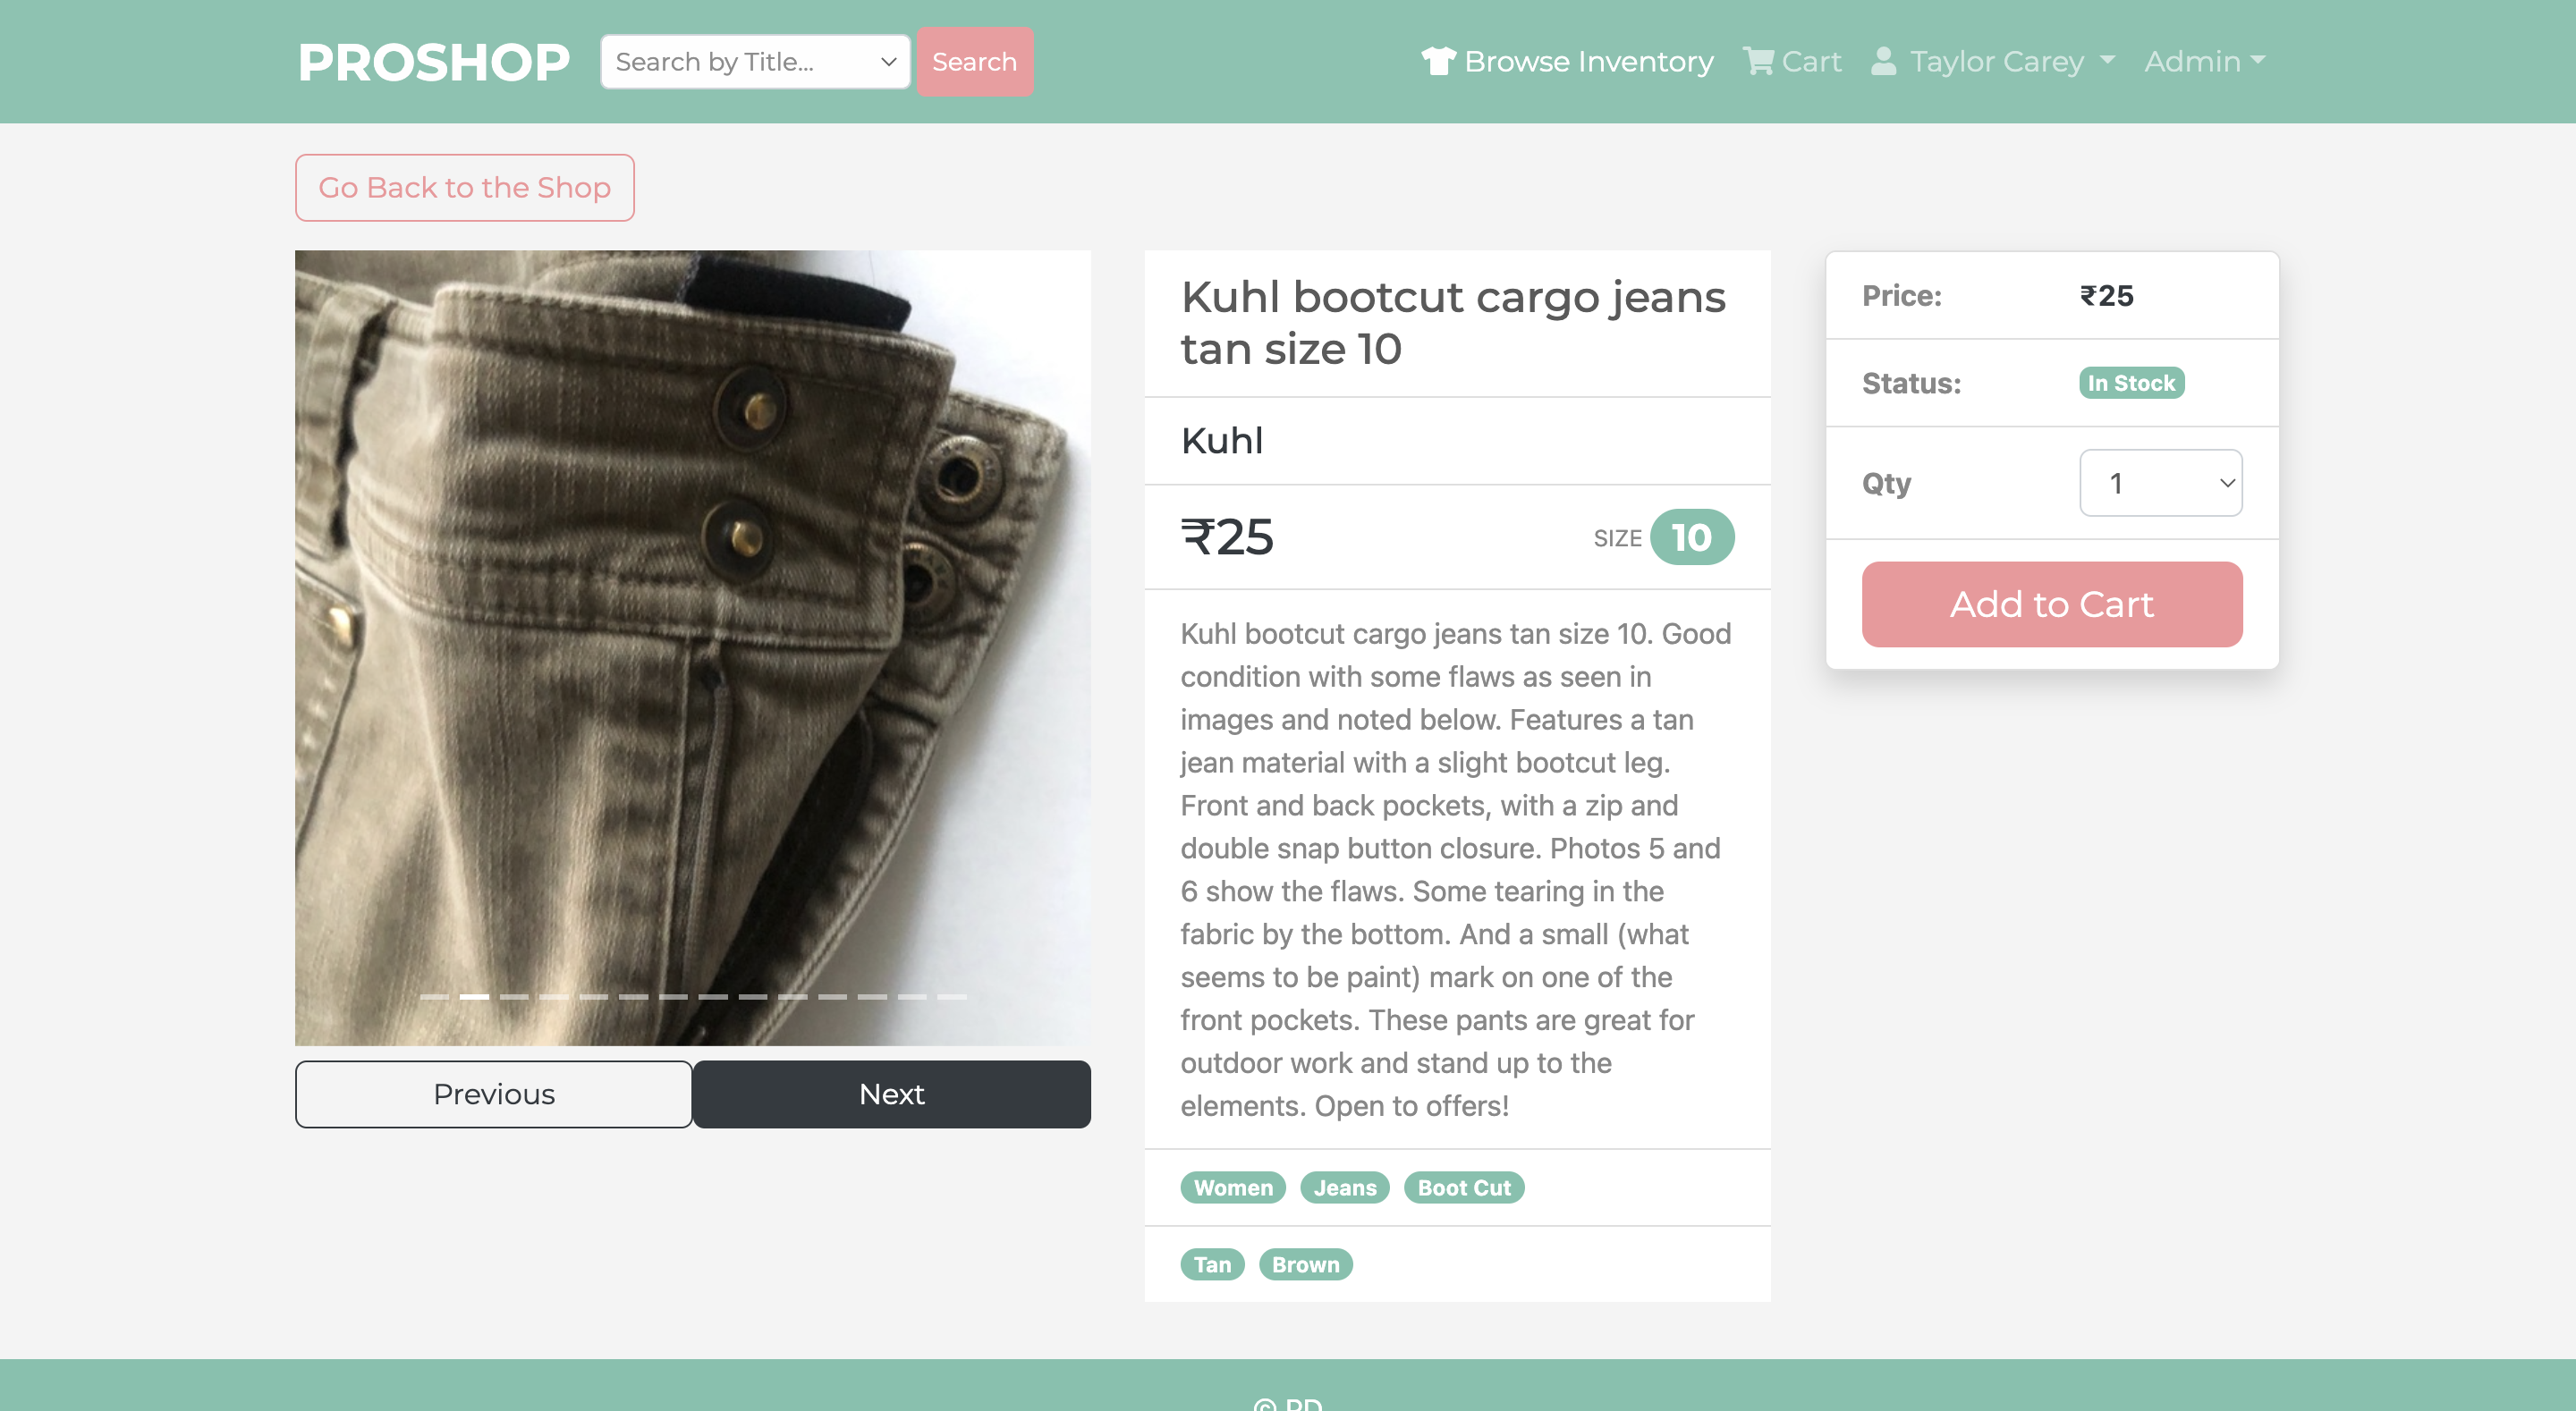 PROSHOP
Search by Title...
Search
Browse Inventory
Cart
Taylor Carey
Admin
Go Back to the Shop
Kuhl bootcut cargo jeans
tan size 10
Kuhl
₹25
SIZE 10
Kuhl bootcut cargo jeans tan size 10. Good
condition with some flaws as seen in
images and noted below. Features a tan
jean material with a slight bootcut leg.
Front and back pockets, with a zip and
double snap button closure. Photos 5 and
6 show the flaws. Some tearing in the
fabric by the bottom. And a small (what
seems to be paint) mark on one of the
front pockets. These pants are great for
outdoor work and stand up to the
elements. Open to offers!
Women Jeans Boot Cut
Tan Brown
Price: ₹25
Status: In Stock
Qty 1
Add to Cart
Previous
Next